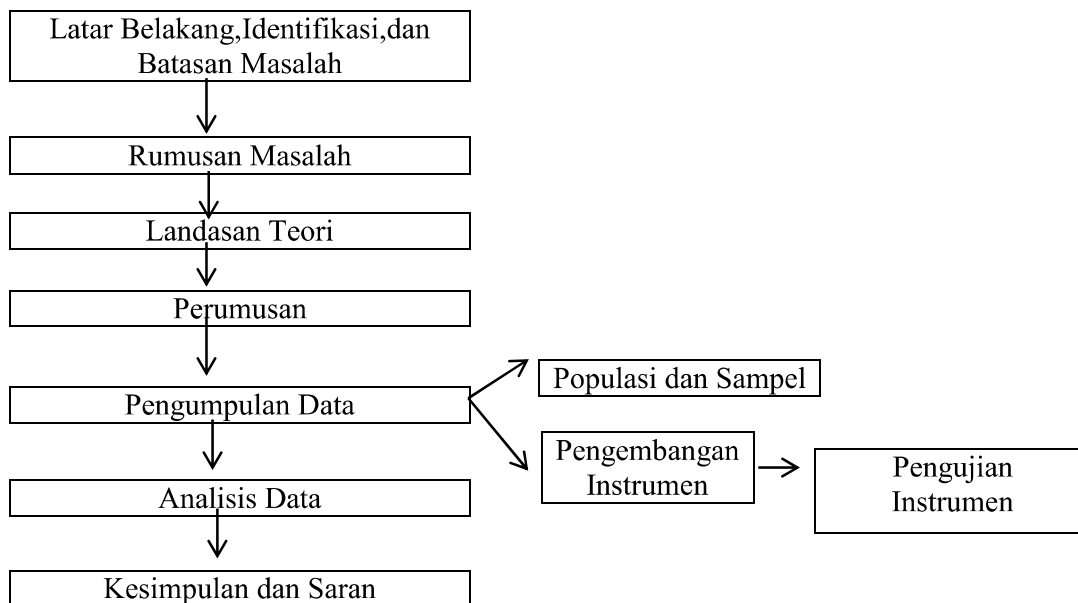 Latar Belakang,Identifikasi,dan
Batasan Masalah
Rumusan Masalah
Landasan Teori
Perumusan
Pengumpulan Data
Populasi dan Sampel
Pengembangan
Instrumen
Pengujian
Instrumen
Analisis Data
Kesimpulan dan Saran